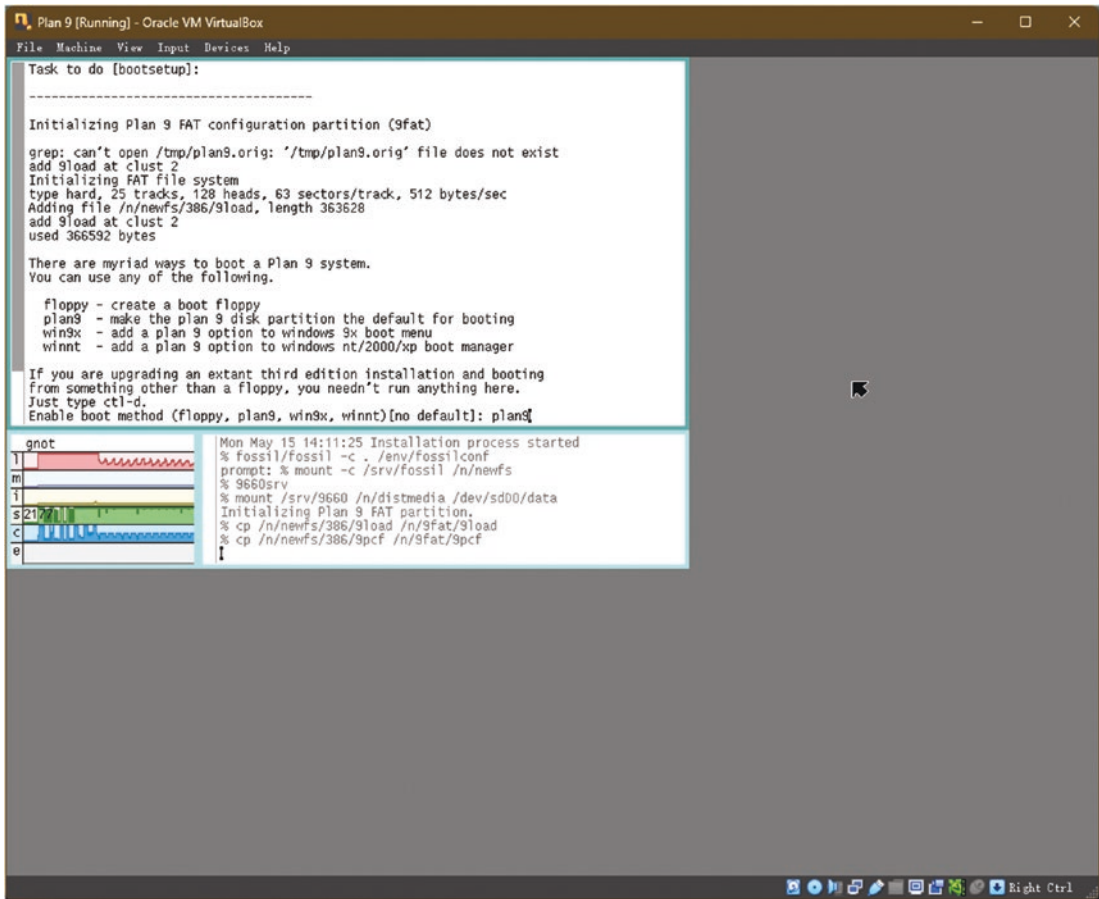 Plan 9 [Running] - Oracle VM VirtualBox
File Machine View Input Devices Help
Task to do [bootsetup]:
--------------------------------------
Initializing Plan 9 FAT configuration partition (9fat)
grep: can't open /tmp/plan9.orig: '/tmp/plan9.orig' file does not exist
add 9load at clust 2
Initializing FAT file system
type hard, 25 tracks, 128 heads, 63 sectors/track, 512 bytes/sec
Adding file /n/newfs/386/9load, length 363628
add 9load at clust 2
used 366592 bytes
There are myriad ways to boot a Plan 9 system.
You can use any of the following.
floppy - create a boot floppy
plan9 - make the plan 9 disk partition the default for booting
win9x - add a plan 9 option to windows 9x boot menu
winnt - add a plan 9 option to windows nt/2000/xp boot manager
If you are upgrading an extant third edition installation and booting
from something other than a floppy, you needn't run anything here.
Just type ctl-d.
Enable boot method (floppy, plan9, win9x, winnt)[no default]: plan9
gnot
l
m
i
s
c
e
Mon May 15 14:11:25 Installation process started
% fossil/fossil -c . /env/fossilconf
prompt: % mount -c /srv/fossil /n/newfs
% 9660srv
% mount /srv/9660 /n/distmedia /dev/sdD0/data
Initializing Plan 9 FAT partition.
% cp /n/newfs/386/9load /n/9fat/9load
% cp /n/newfs/386/9pcf /n/9fat/9pcf
Right Ctrl